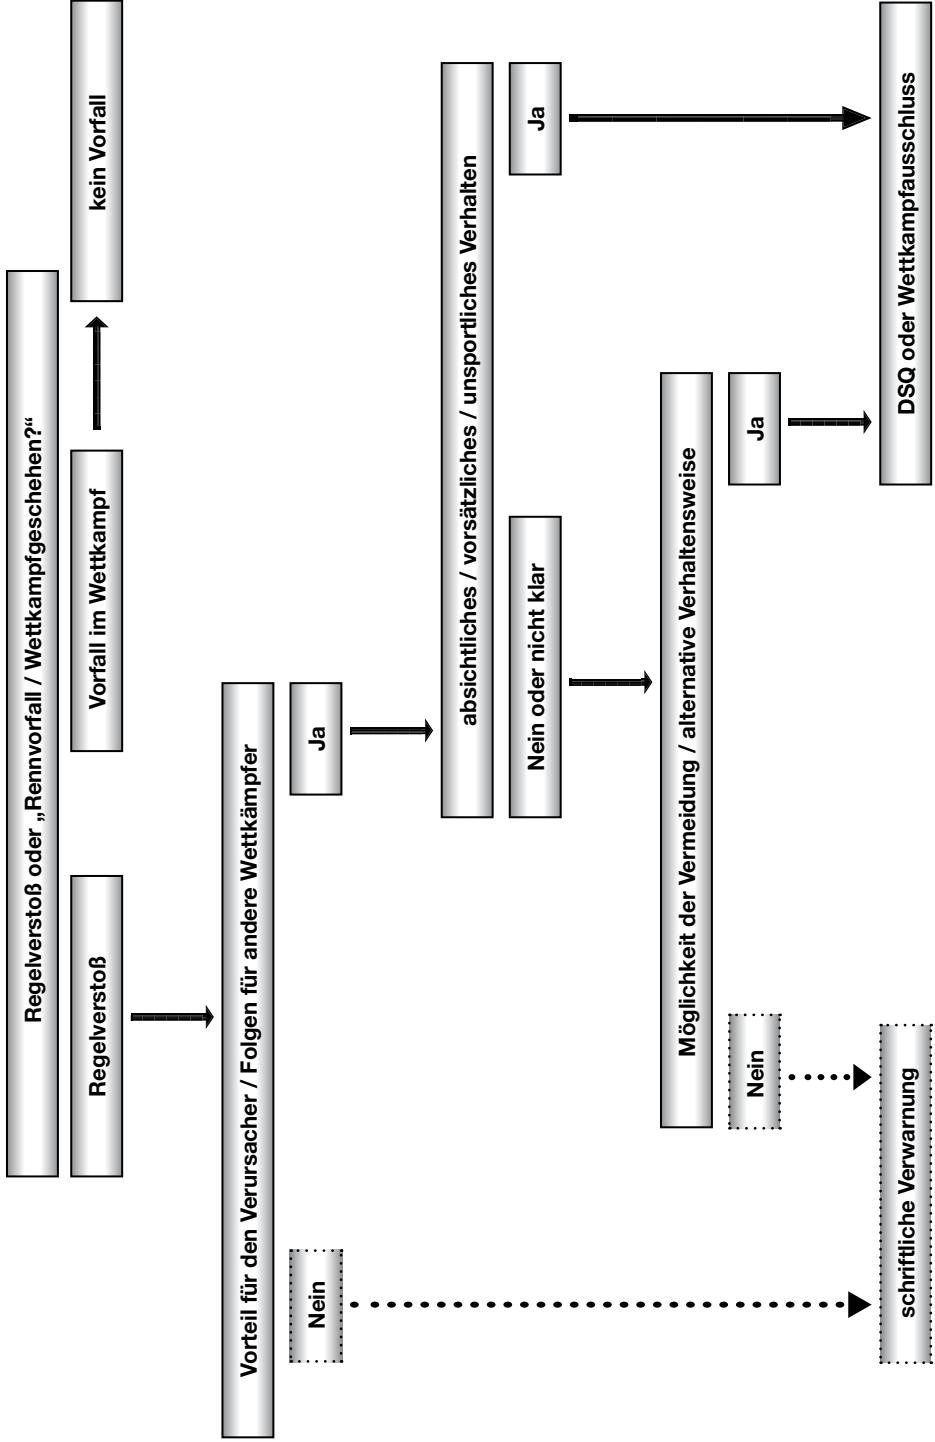 Regelverstoß oder „Rennvorfall / Wettkampfgeschehen?“
Regelverstoß
Vorfall im Wettkampf
kein Vorfall
Vorteil für den Verursacher / Folgen für andere Wettkämpfer
Nein
Ja
absichtliches / vorsätzliches / unsportliches Verhalten
Nein oder nicht klar
Ja
Möglichkeit der Vermeidung / alternative Verhaltensweise
Nein
Ja
schriftliche Verwarnung
DSQ oder Wettkampfausschluss